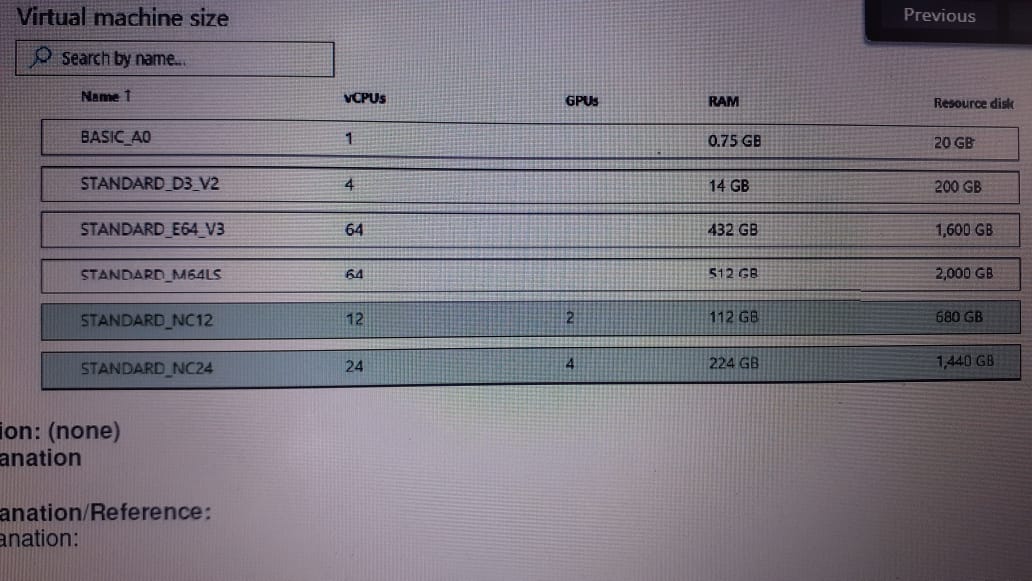 Virtual machine size
Previous
Search by name...
Name ↑ vCPUs GPUs RAM Resource disk
BASIC_A0 1 0.75 GB 20 GB
STANDARD_D3_V2 4 14 GB 200 GB
STANDARD_E64_V3 64 432 GB 1,600 GB
STANDARD_M64LS 64 512 GB 2,000 GB
STANDARD_NC12 12 2 112 GB 680 GB
STANDARD_NC24 24 4 224 GB 1,440 GB
ion: (none)
anation
anation/Reference:
anation: